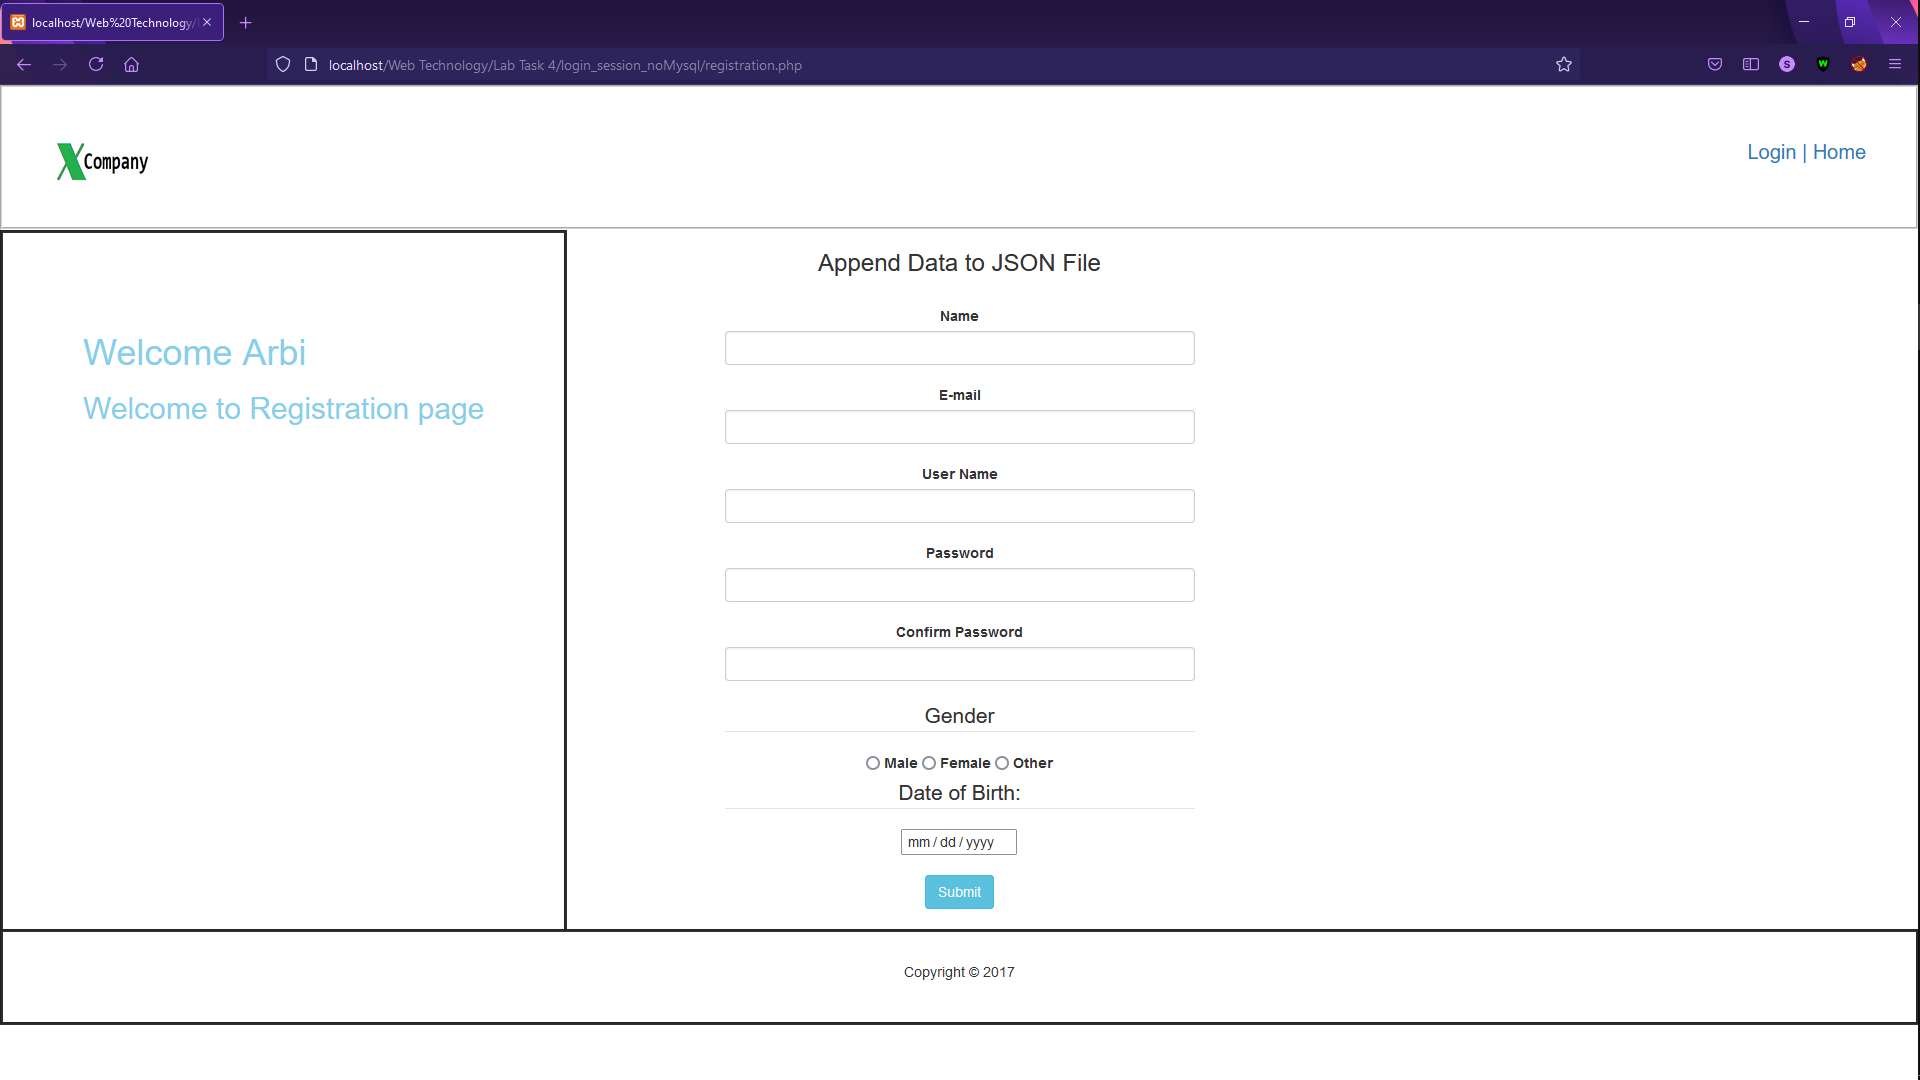 localhost/Web%20Technology/
localhost/Web Technology/Lab Task 4/login_session_noMysql/registration.php
S
W
X Company
Login | Home
Welcome Arbi
Welcome to Registration page
Append Data to JSON File
Name
E-mail
User Name
Password
Confirm Password
Gender
Male Female Other
Date of Birth:
mm / dd / yyyy
Submit
Copyright © 2017